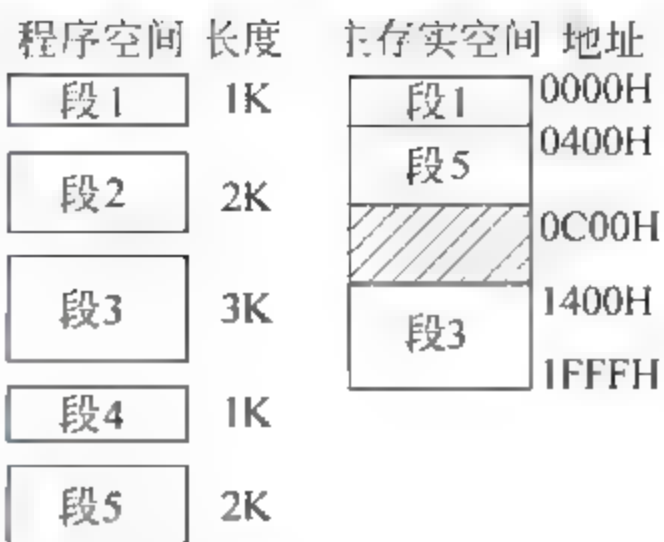 程序空间 长度 主存实空间 地址
段1 1K 段1 0000H
0400H
段2 2K 段5
0C00H
段3 3K 段3 1400H
1FFFH
段4 1K
段5 2K